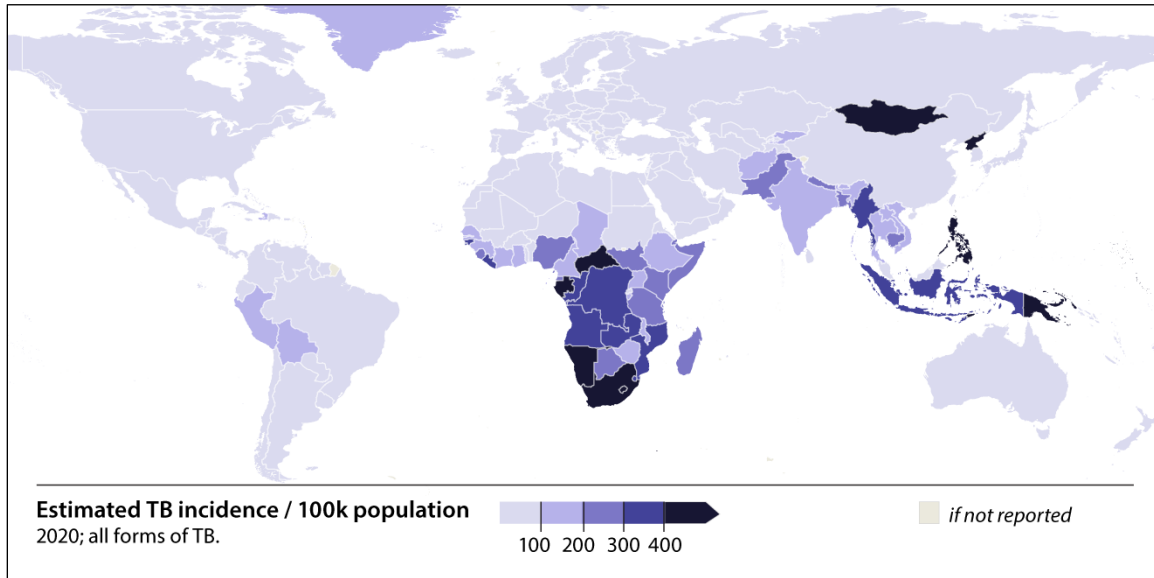 Estimated TB incidence / 100k population
2020; all forms of TB.
100 200 300 400
if not reported